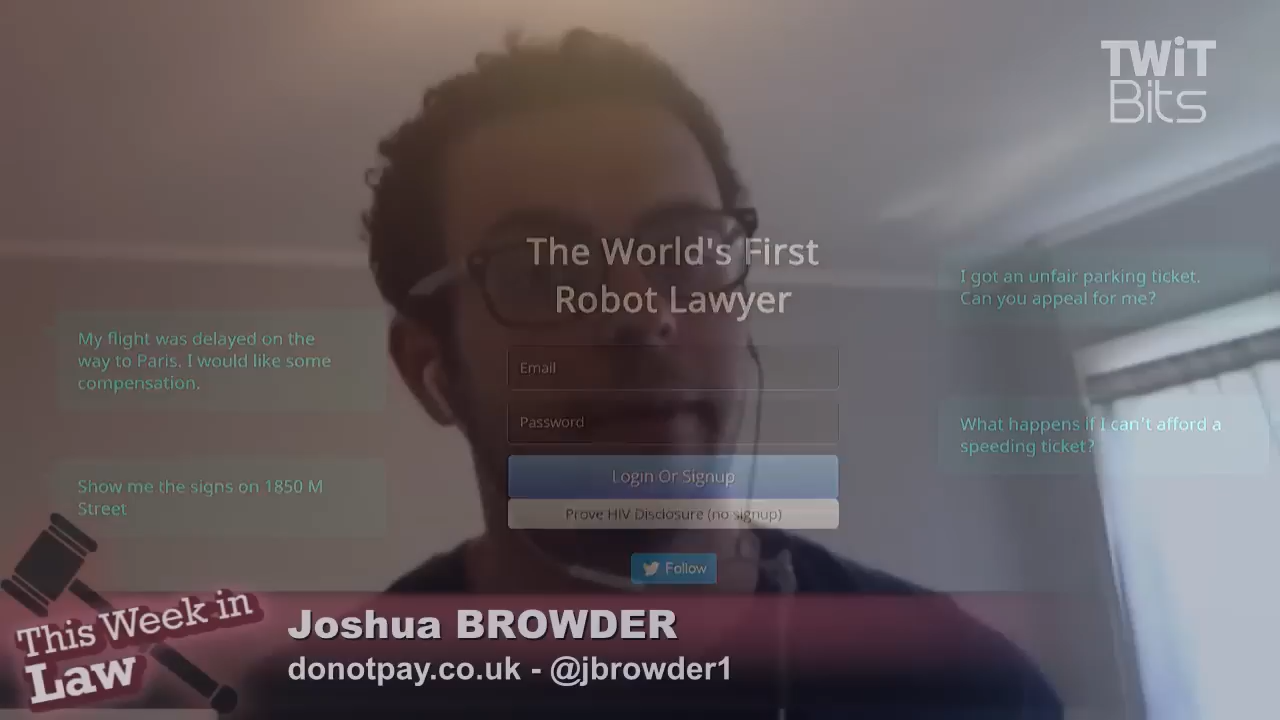 TWiT
Bits
The World's First
Robot Lawyer
My flight was delayed on the
way to Paris. I would like some
compensation.
I got an unfair parking ticket.
Can you appeal for me?
Email
Password
Login Or Signup
Prove HIV Disclosure (no signup)
Show me the signs on 1850 M
Street
What happens if I can't afford a
speeding ticket?
Follow
This Week in
Law
Joshua BROWDER
donotpay.co.uk - @jbrowder1